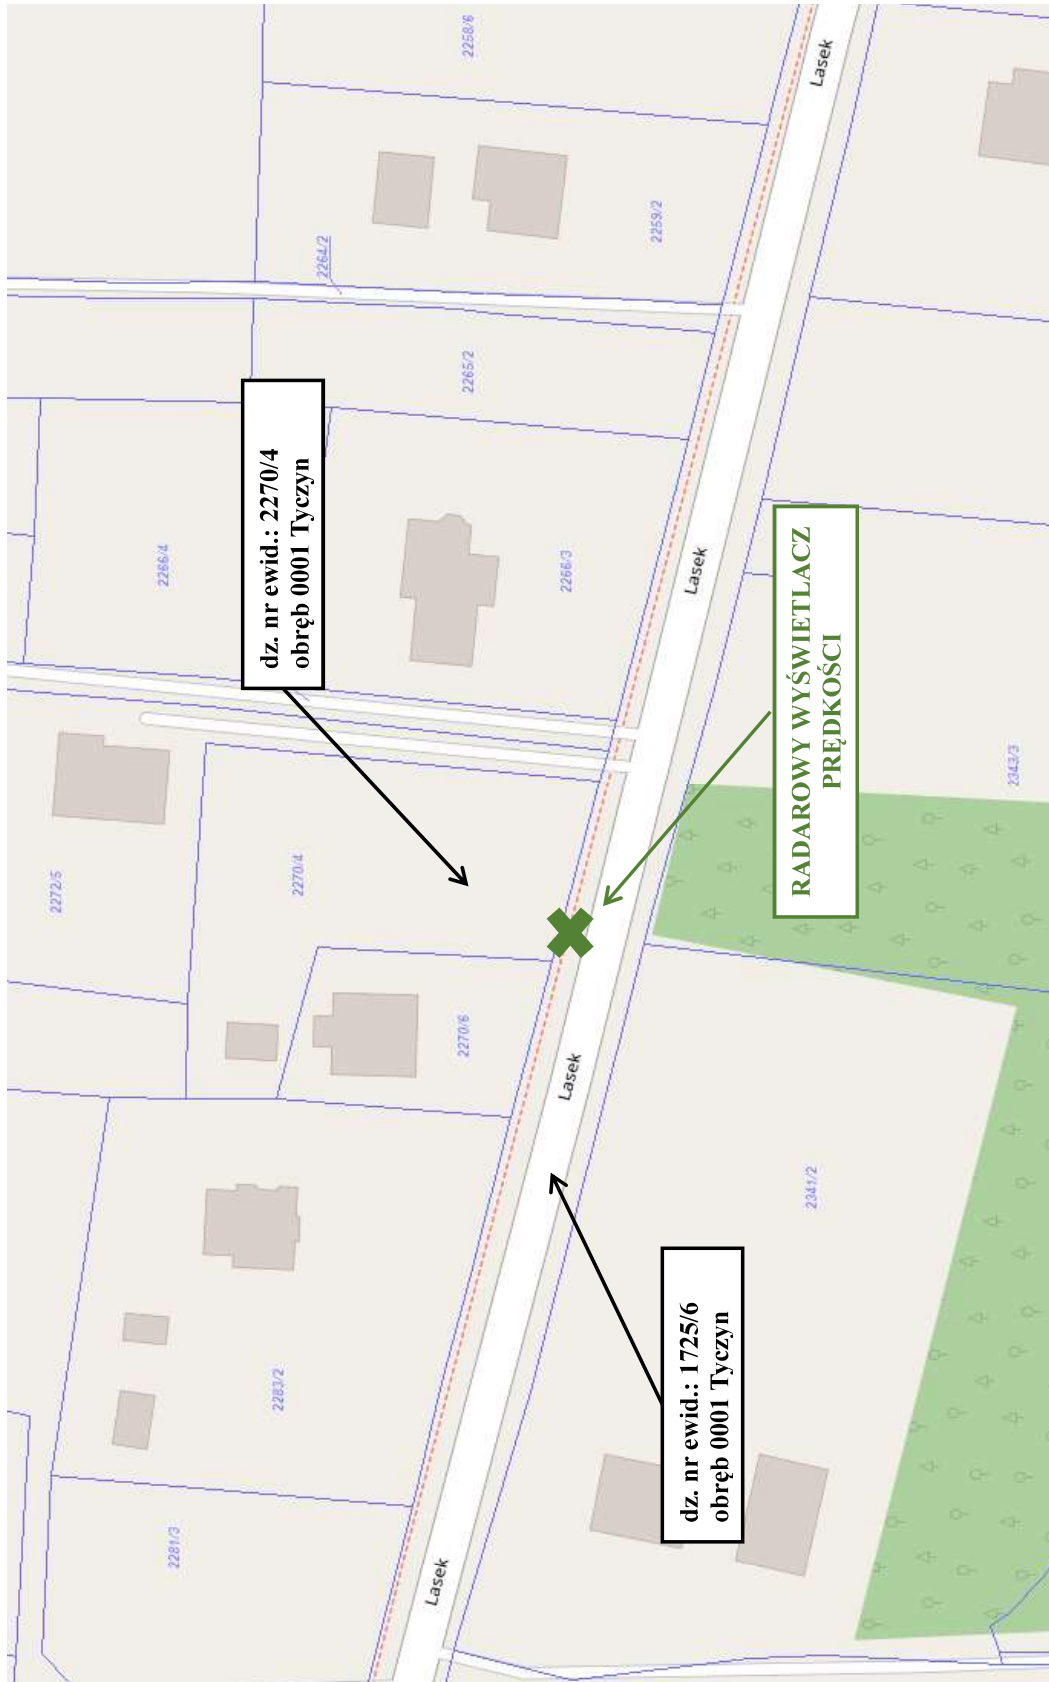 2272/5
2266/4
2281/3
2283/2
2270/4
dz. nr ewid.: 2270/4
obręb 0001 Tyczyn
2264/2
Lasek
2270/6
2265/2
2258/6
Lasek
2266/3
2259/2
Lasek
dz. nr ewid.: 1725/6
obręb 0001 Tyczyn
2341/2
RADAROWY WYŚWIETLACZ
PRĘDKOŚCI
Lasek
2343/3